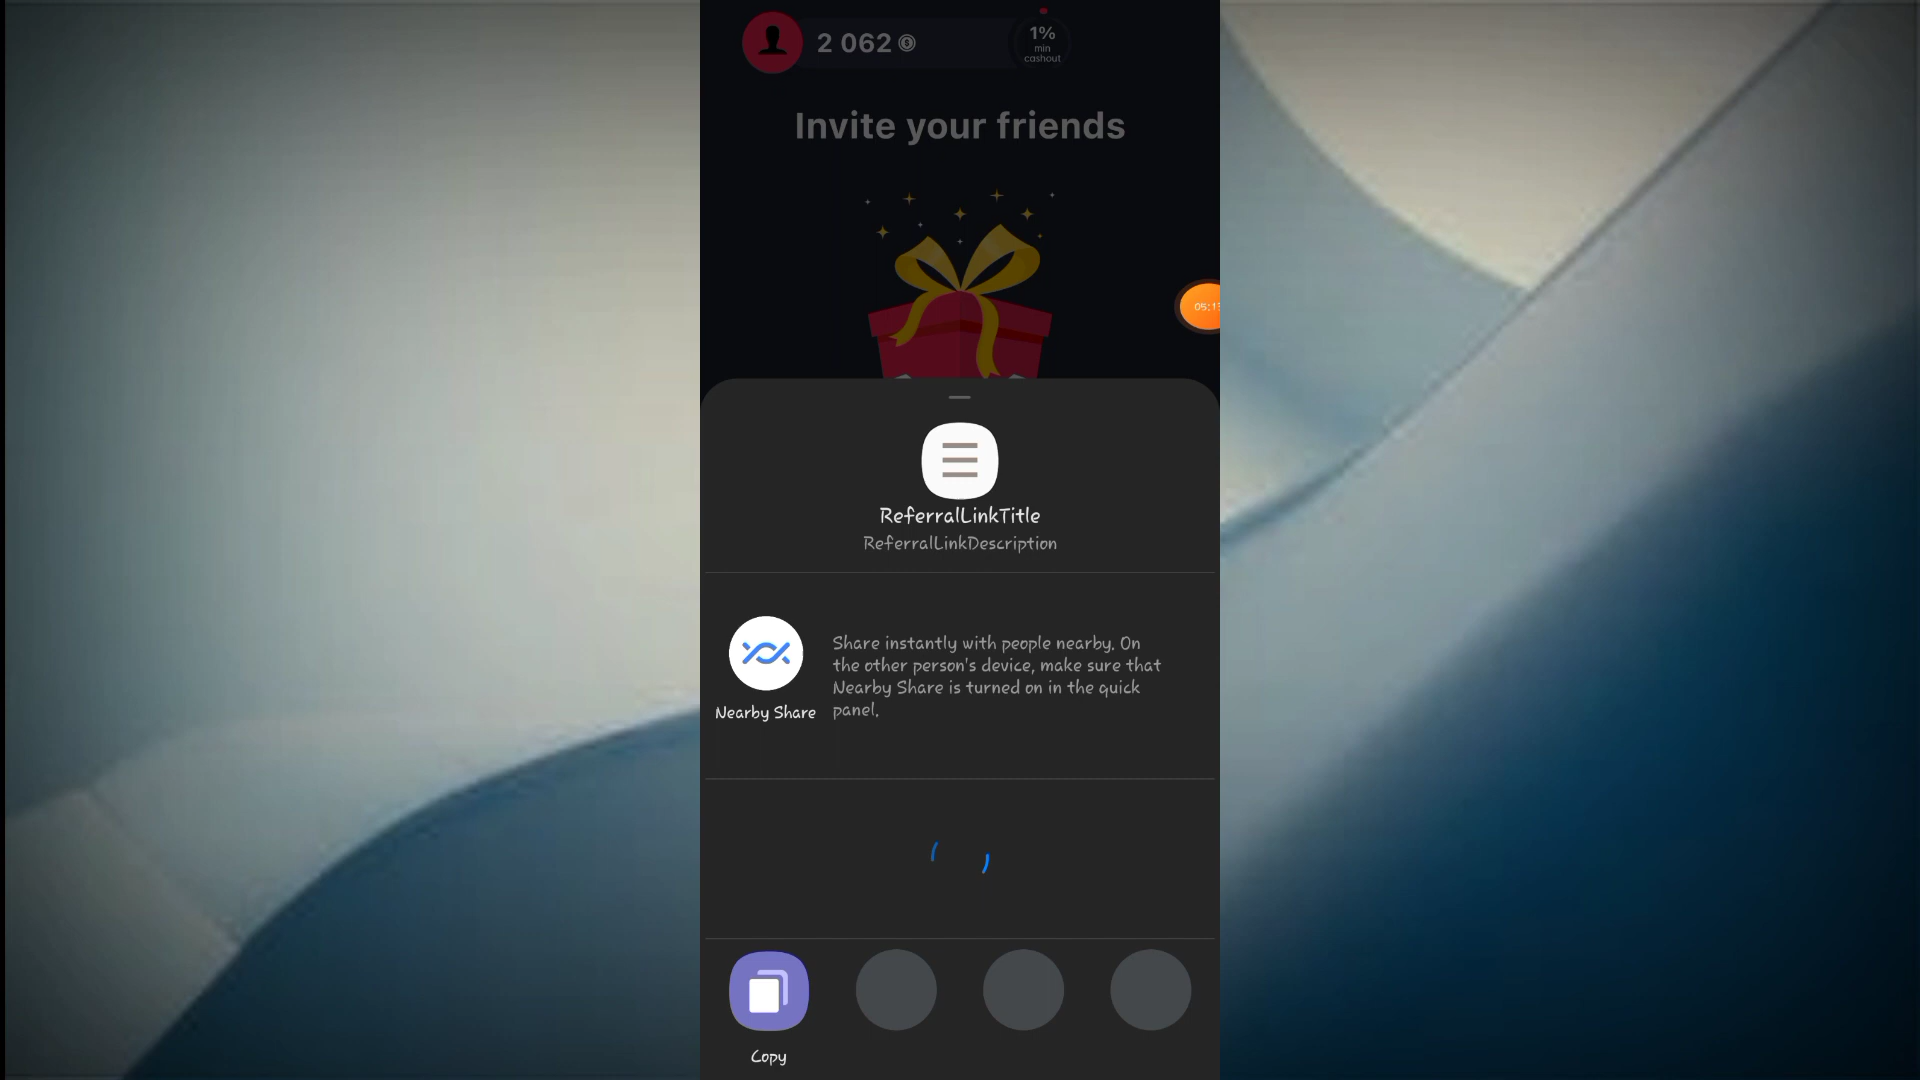 2 062
1%
min
cashout
Invite your friends
ReferralLinkTitle
ReferralLinkDescription
Share instantly with people nearby. On
the other person's device, make sure that
Nearby Share is turned on in the quick
panel.
Nearby Share
Copy